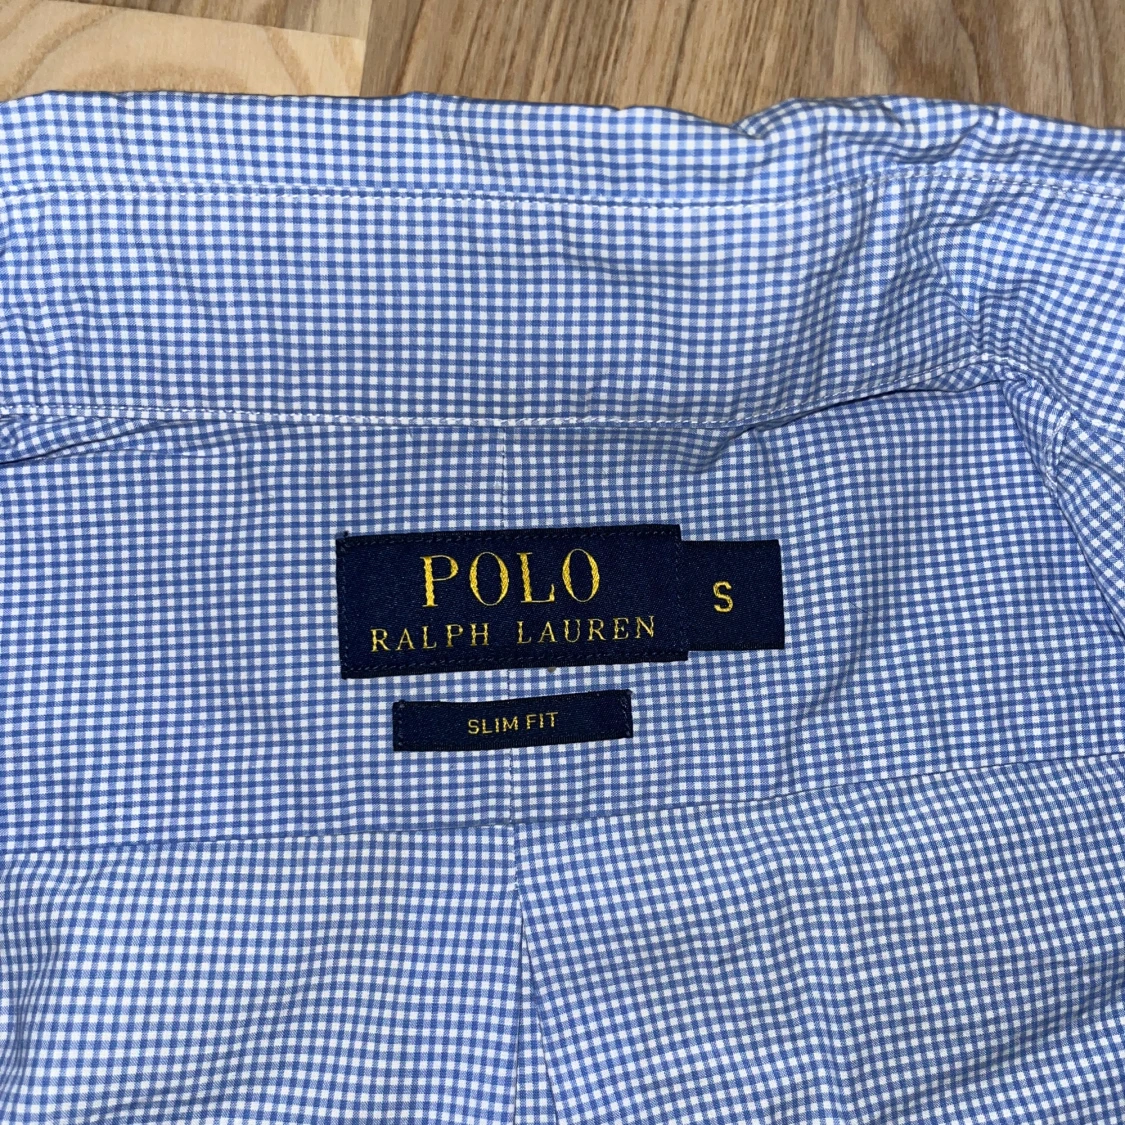 POLO
RALPH LAUREN
S
SLIM FIT